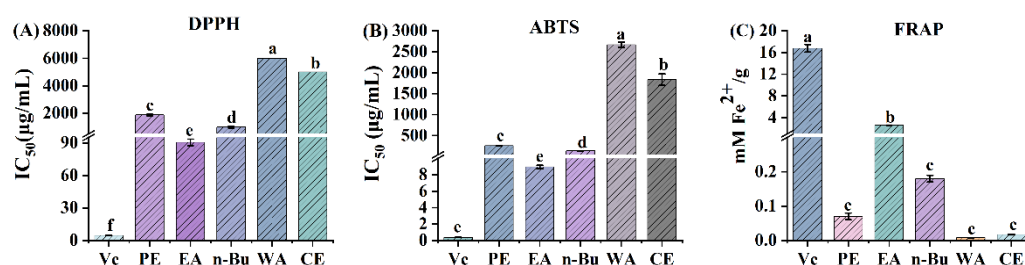 (A) DPPH
IC50(μg/mL)
8000
6000
4000
2000
90
60
30
0
f
c
e
d
a
b
Vc PE EA n-Bu WA CE
(B) ABTS
IC50 (μg/mL)
3000
2500
2000
1500
1000
500
8
6
4
2
0
c
c
e
d
a
b
Vc PE EA n-Bu WA CE
(C) FRAP
mM Fe2+/g
20
16
12
8
4
0.2
0.1
0.0
a
c
b
c
c
c
Vc PE EA n-Bu WA CE